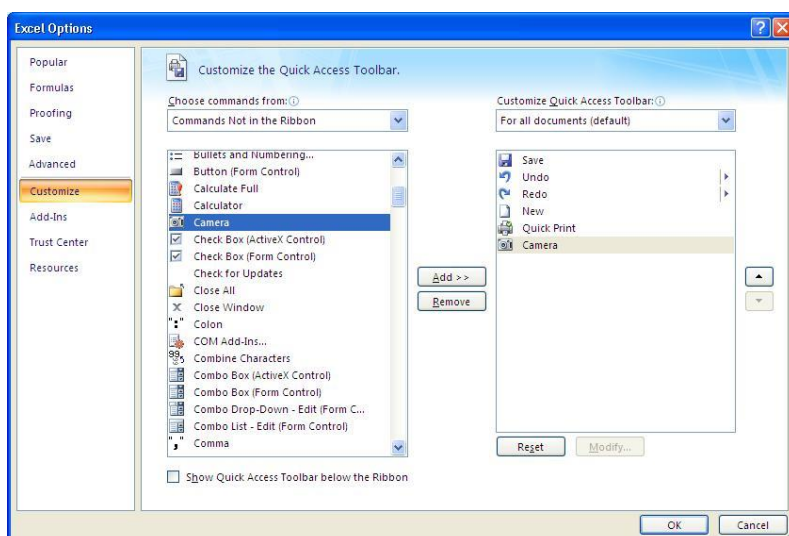 Excel Options
Popular
Formulas
Proofing
Save
Advanced
Customize
Add-Ins
Trust Center
Resources
Customize the Quick Access Toolbar.
Choose commands from:
Commands Not in the Ribbon
Bullets and Numbering...
Button (Form Control)
Calculate Full
Calculator
Camera
Check Box (ActiveX Control)
Check Box (Form Control)
Check for Updates
Close All
Close Window
":" Colon
COM Add-Ins...
Combine Characters
Combo Box (ActiveX Control)
Combo Box (Form Control)
Combo Drop-Down - Edit (Form C...
Combo List - Edit (Form Control)
"," Comma
Show Quick Access Toolbar below the Ribbon
Add >>
Remove
Customize Quick Access Toolbar:
For all documents (default)
Save
Undo
Redo
New
Quick Print
Camera
Reset
Modify...
OK
Cancel